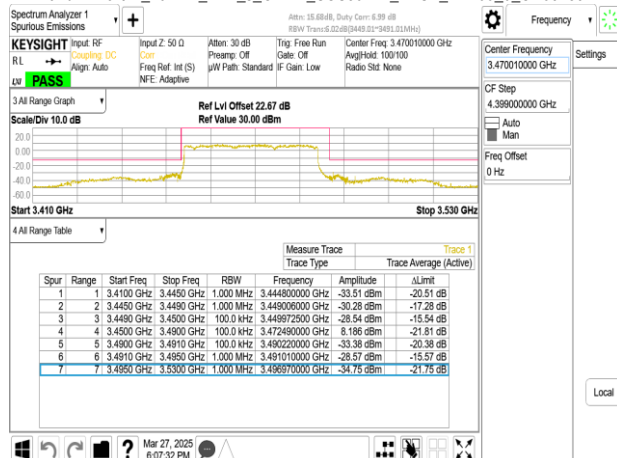 Spectrum Analyzer 1
Spurious Emissions
Attn: 15.68dB, Duty Corr: 6.99 dB
RBW Trans:6.02dB(3449.01~3491.01MHz)
Frequency
KEYSIGHT
RL
PASS
Input: RF
Coupling: DC
Align: Auto
Input Z: 50 Ω
Corr
Freq Ref: Int (S)
NFE: Adaptive
Atten: 30 dB
Preamp: Off
µW Path: Standard
Trig: Free Run
Gate: Off
IF Gain: Low
Center Freq: 3.470010000 GHz
Avg|Hold: 100/100
Radio Std: None
Center Frequency
3.470010000 GHz
Settings
CF Step
4.399000000 GHz
Auto
Man
Freq Offset
0 Hz
3 All Range Graph
Scale/Div 10.0 dB
Ref Lvl Offset 22.67 dB
Ref Value 30.00 dBm
20.0
0.00
-20.0
-40.0
-60.0
Start 3.410 GHz
Stop 3.530 GHz
4 All Range Table
Measure Trace Trace 1
Trace Type Trace Average (Active)
Spur Range Start Freq Stop Freq RBW Frequency Amplitude ΔLimit
1 1 3.4100 GHz 3.4450 GHz 1.000 MHz 3.444800000 GHz -33.51 dBm -20.51 dB
2 2 3.4450 GHz 3.4490 GHz 1.000 MHz 3.449006000 GHz -30.28 dBm -17.28 dB
3 3 3.4490 GHz 3.4500 GHz 100.0 kHz 3.449972500 GHz -28.54 dBm -15.54 dB
4 4 3.4500 GHz 3.4900 GHz 100.0 kHz 3.472490000 GHz 8.186 dBm -21.81 dB
5 5 3.4900 GHz 3.4910 GHz 100.0 kHz 3.490220000 GHz -33.38 dBm -20.38 dB
6 6 3.4910 GHz 3.4950 GHz 1.000 MHz 3.491010000 GHz -28.57 dBm -15.57 dB
7 7 3.4950 GHz 3.5300 GHz 1.000 MHz 3.496970000 GHz -34.75 dBm -21.75 dB
Local
Mar 27, 2025
6:07:32 PM